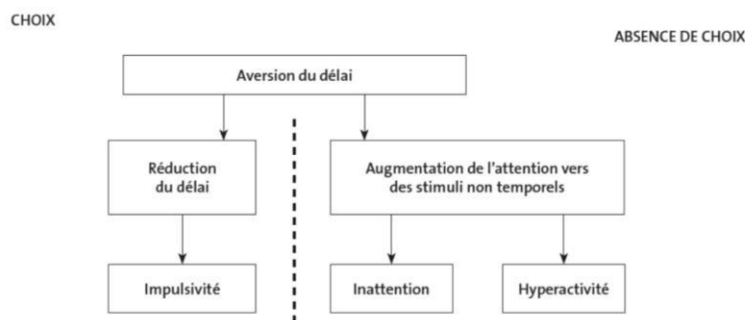 CHOIX
ABSENCE DE CHOIX
Aversion du délai
Réduction
du délai
Augmentation de l'attention vers
des stimuli non temporels
Impulsivité
Inattention
Hyperactivité